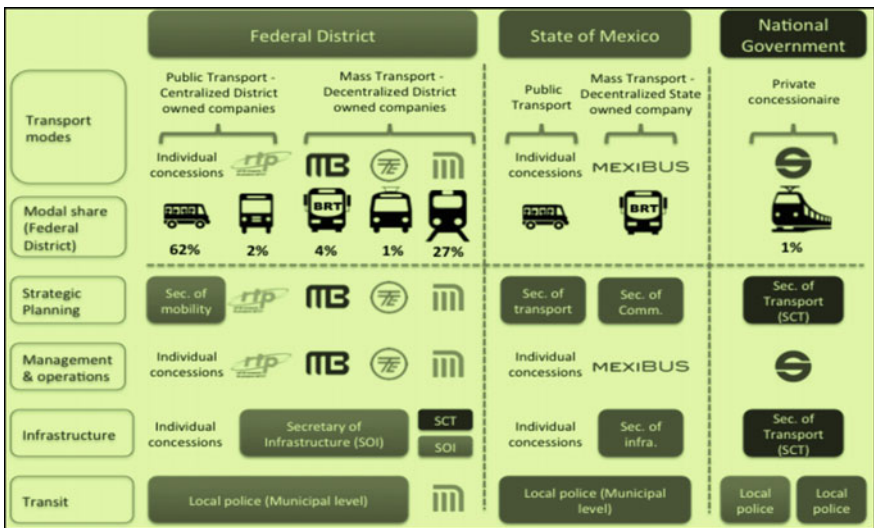 Federal District
State of Mexico
National
Government
Transport
modes
Public Transport -
Centralized District
owned companies
Mass Transport -
Decentralized District
owned companies
Public
Transport
Mass Transport -
Decentralized State
owned company
Private
concessionaire
Individual
concessions
rtp
MB
Individual
concessions
MEXIBUS
Modal share
(Federal
District)
BRT
BRT
62%
2%
4%
1%
27%
1%
Strategic
Planning
Sec. of
mobility
rtp
MB
Sec. of
transport
Sec. of
Comm.
Sec. of
Transport
(SCT)
Management
& operations
Individual
concessions
rtp
MB
Individual
concessions
MEXIBUS
Infrastructure
Individual
concessions
Secretary of
Infrastructure (SOI)
SCT
SOI
Individual
concessions
Sec. of
infra.
Sec. of
Transport
(SCT)
Transit
Local police (Municipal level)
Local police (Municipal
level)
Local
police
Local
police